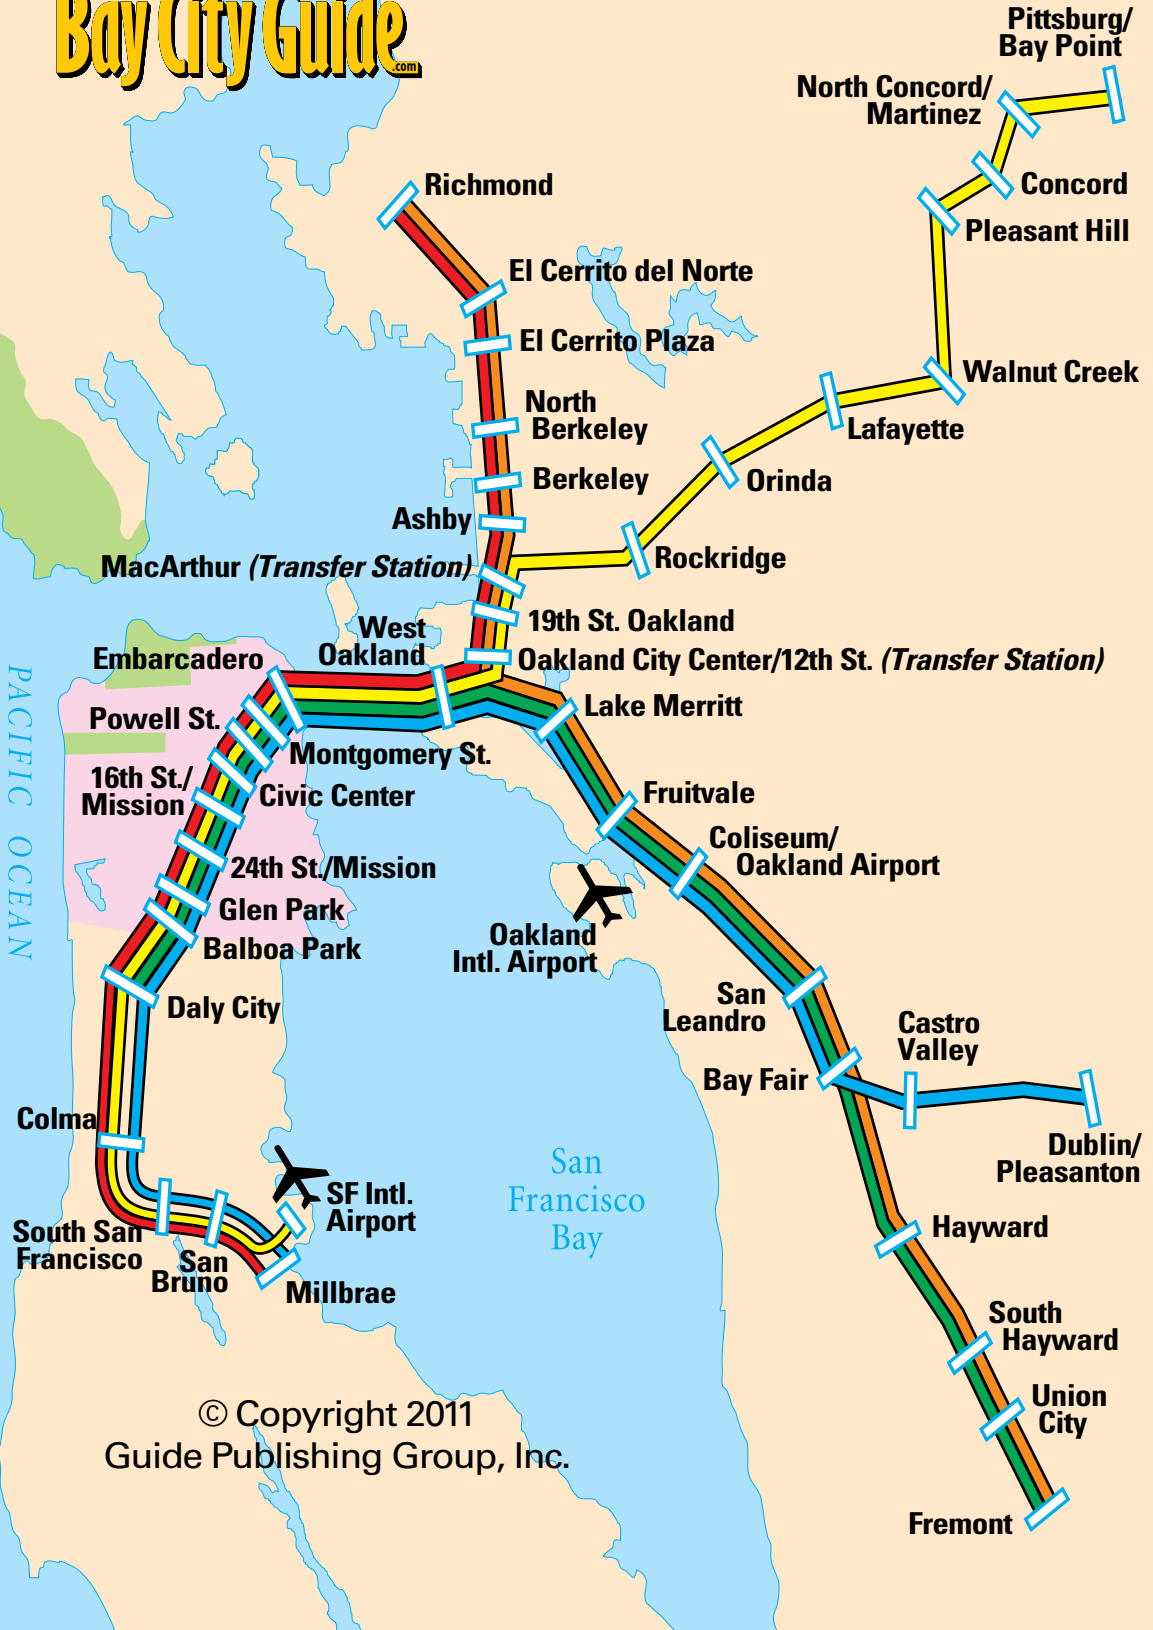 Bay City Guide
.com
Pittsburg/
Bay Point
North Concord/
Martinez
Concord
Pleasant Hill
Richmond
El Cerrito del Norte
El Cerrito Plaza
Walnut Creek
North
Berkeley
Lafayette
Berkeley
Orinda
Ashby
MacArthur (Transfer Station)
Rockridge
19th St. Oakland
West
Oakland
Embarcadero
Oakland City Center/12th St. (Transfer Station)
PACIFIC OCEAN
Powell St.
Lake Merritt
Montgomery St.
16th St./
Mission
Civic Center
Fruitvale
Coliseum/
Oakland Airport
24th St./Mission
Glen Park
Balboa Park
Oakland
Intl. Airport
Daly City
San
Leandro
Castro
Valley
Bay Fair
Colma
Dublin/
Pleasanton
San
Francisco
Bay
SF Intl.
Airport
South San
Francisco
San
Bruno
Millbrae
Hayward
South
Hayward
Union
City
Fremont
© Copyright 2011
Guide Publishing Group, Inc.